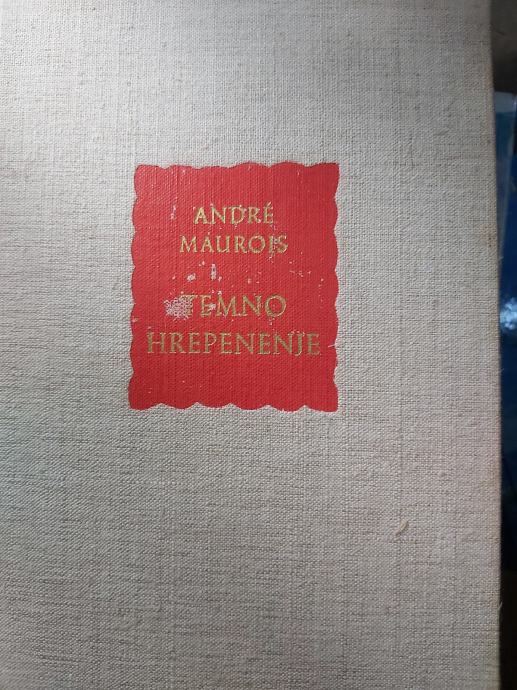 ANDRÉ
MAUROIS
TEMNO
HREPENENJE